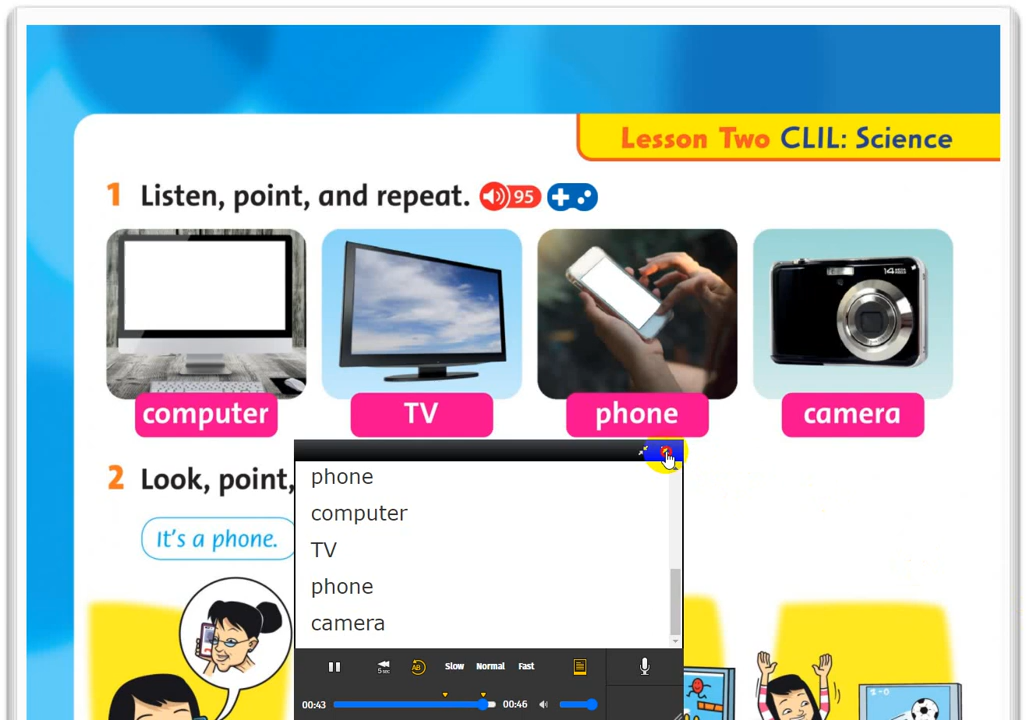 Lesson Two CLIL: Science
1 Listen, point, and repeat. 95
computer
TV
phone
camera
2 Look, point,
It's a phone.
phone
computer
TV
phone
camera
5 sec
AB
Slow
Normal
Fast
00:43
00:46